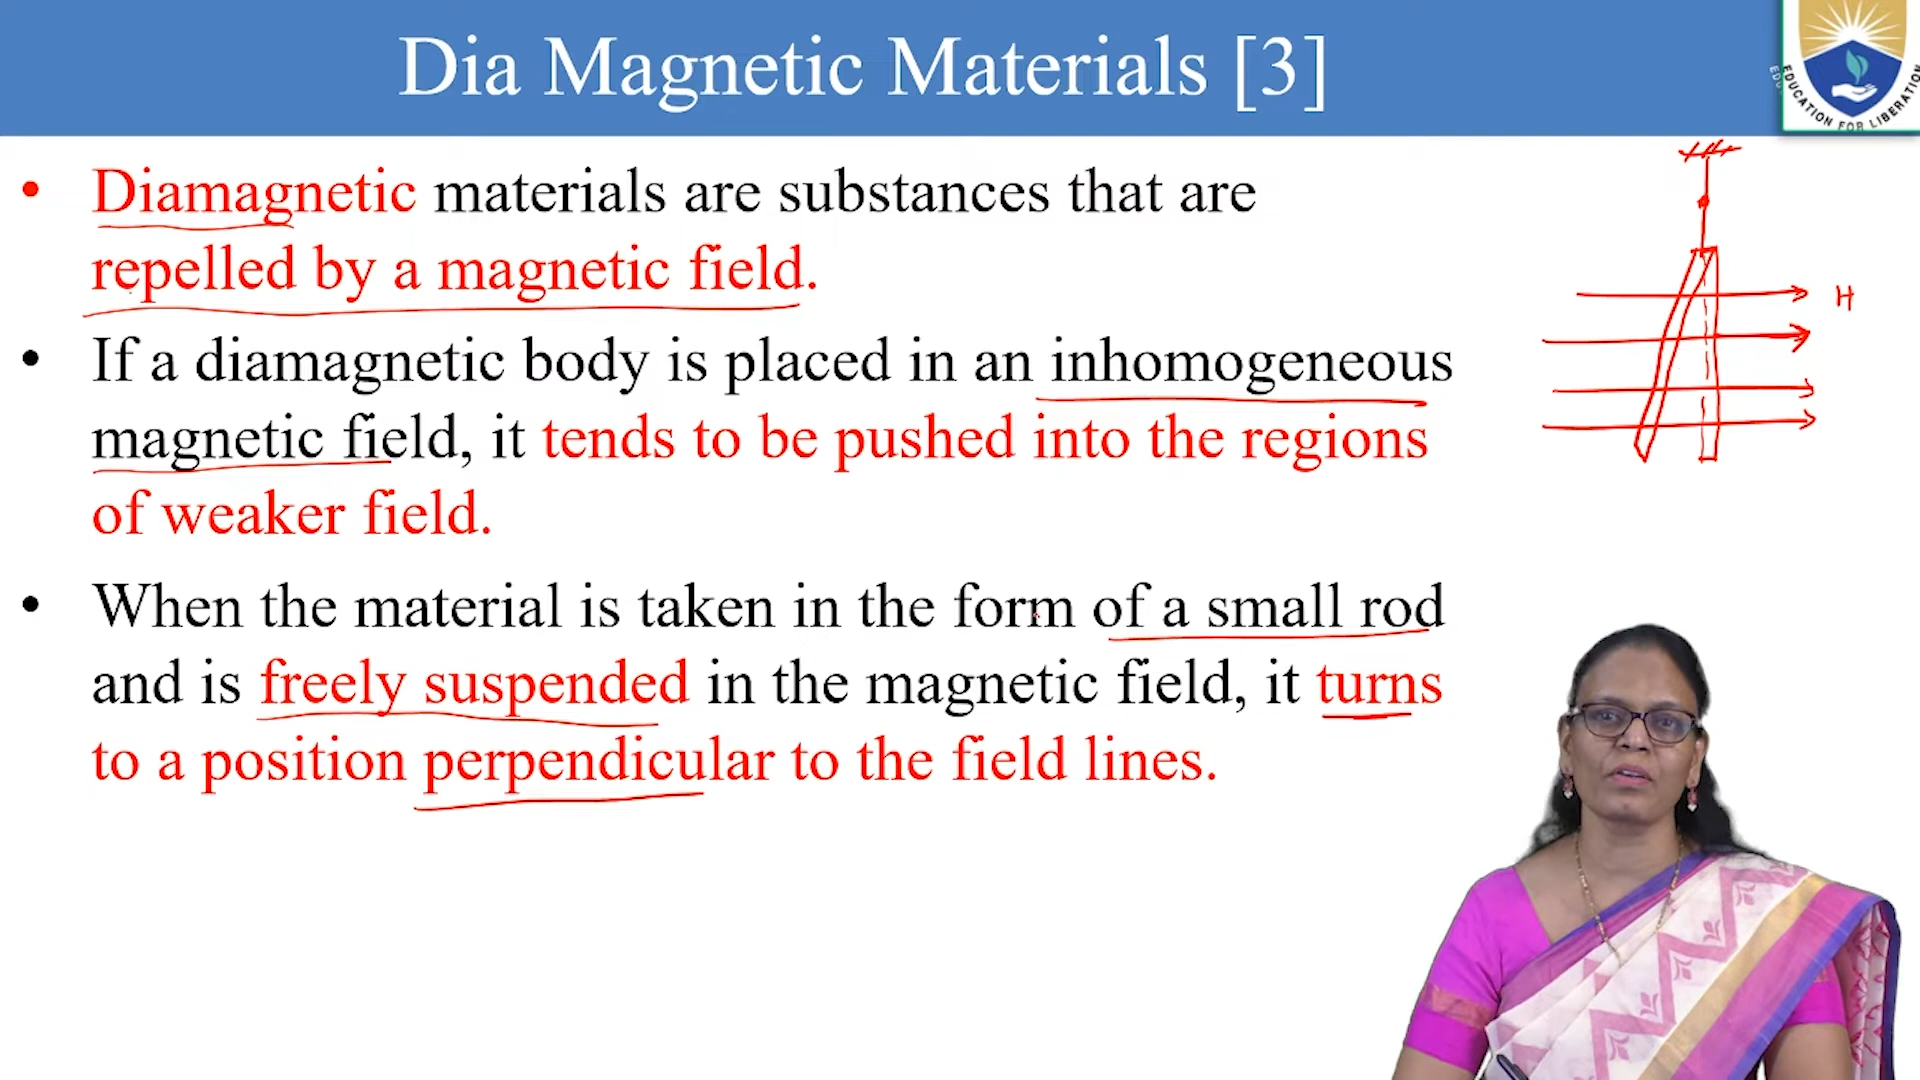 Dia Magnetic Materials [3]
EDUCATION FOR LIBERATION
• Diamagnetic materials are substances that are
repelled by a magnetic field.
H
• If a diamagnetic body is placed in an inhomogeneous
magnetic field, it tends to be pushed into the regions
of weaker field.
• When the material is taken in the form of a small rod
and is freely suspended in the magnetic field, it turns
to a position perpendicular to the field lines.